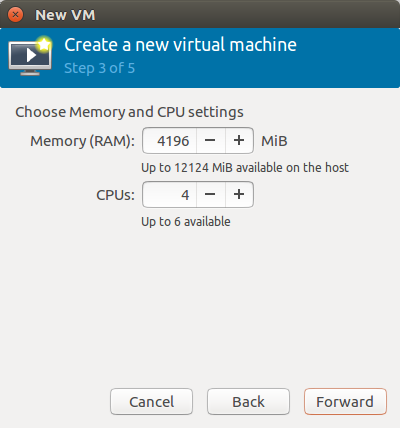 New VM
Create a new virtual machine
Step 3 of 5
Choose Memory and CPU settings
Memory (RAM): 4196 − + MiB
Up to 12124 MiB available on the host
CPUs: 4 − +
Up to 6 available
Cancel Back Forward